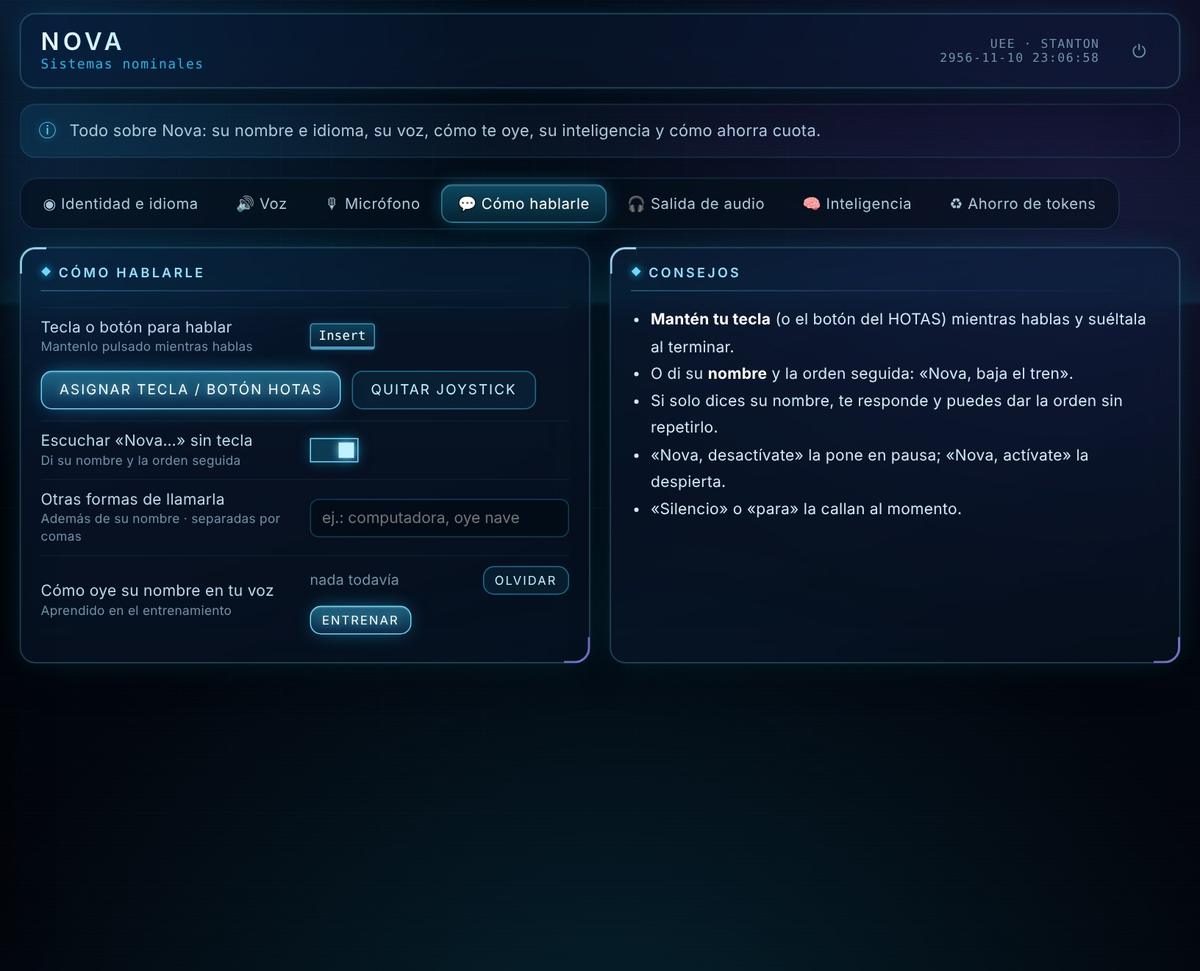 NOVA
Sistemas nominales
UEE · STANTON
2956-11-10 23:06:58
Todo sobre Nova: su nombre e idioma, su voz, cómo te oye, su inteligencia y cómo ahorra cuota.
Identidad e idioma
Voz
Micrófono
Cómo hablarle
Salida de audio
Inteligencia
Ahorro de tokens
CÓMO HABLARLE
Tecla o botón para hablar
Mantenlo pulsado mientras hablas
Insert
ASIGNAR TECLA / BOTÓN HOTAS
QUITAR JOYSTICK
Escuchar «Nova…» sin tecla
Di su nombre y la orden seguida
Otras formas de llamarla
Además de su nombre · separadas por
comas
ej.: computadora, oye nave
Cómo oye su nombre en tu voz
Aprendido en el entrenamiento
nada todavía
OLVIDAR
ENTRENAR
CONSEJOS
• Mantén tu tecla (o el botón del HOTAS) mientras hablas y suéltala
al terminar.
• O di su nombre y la orden seguida: «Nova, baja el tren».
• Si solo dices su nombre, te responde y puedes dar la orden sin
repetirlo.
• «Nova, desactívate» la pone en pausa; «Nova, actívate» la
despierta.
• «Silencio» o «para» la callan al momento.